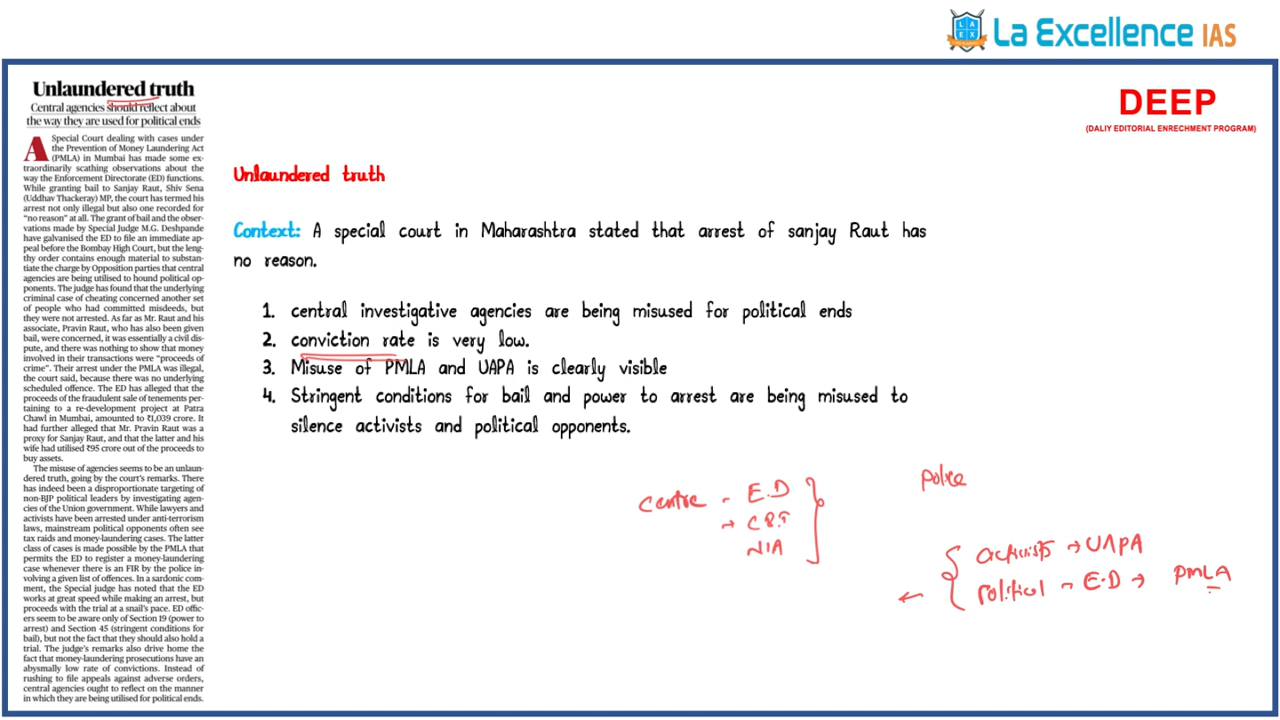 La Excellence IAS
Unlaundered truth
Central agencies should reflect about
the way they are used for political ends
A Special Court dealing with cases under
the Prevention of Money Laundering Act
(PMLA) in Mumbai has made some ex-
traordinarily scathing observations about the
way the Enforcement Directorate (ED) functions.
While granting bail to Sanjay Raut, Shiv Sena
(Uddhav Thackeray) MP, the court has termed his
arrest not only illegal but also one recorded for
“no reason” at all. The grant of bail and the obser-
vations made by Special Judge M.G. Deshpande
have galvanised the ED to file an immediate ap-
peal before the Bombay High Court, but the leng-
thy order contains enough material to substan-
tiate the charge by Opposition parties that central
agencies are being utilised to hound political op-
ponents. The judge has found that the underlying
criminal case of cheating concerned another set
of people who had committed misdeeds, but
they were not arrested. As far as Mr. Raut and his
associate, Pravin Raut, who has also been given
bail, were concerned, it was essentially a civil dis-
pute, and there was nothing to show that money
involved in their transactions were “proceeds of
crime”. Their arrest under the PMLA was illegal,
the court said, because there was no underlying
scheduled offence. The ED has alleged that the
proceeds of the fraudulent sale of tenements per-
taining to a re-development project at Patra
Chawl in Mumbai, amounted to ₹1,039 crore. It
had further alleged that Mr. Pravin Raut was a
proxy for Sanjay Raut, and that the latter and his
wife had utilised ₹95 crore out of the proceeds to
buy assets.
The misuse of agencies seems to be an unlaun-
dered truth, going by the court's remarks. There
has indeed been a disproportionate targeting of
non-BJP political leaders by investigating agen-
cies of the Union government. While lawyers and
activists have been arrested under anti-terrorism
laws, mainstream political opponents often see
tax raids and money-laundering cases. The latter
class of cases is made possible by the PMLA that
permits the ED to register a money-laundering
case whenever there is an FIR by the police in-
volving a given list of offences. In a sardonic com-
ment, the Special judge has noted that the ED
works at great speed while making an arrest, but
proceeds with the trial at a snail's pace. ED offic-
ers seem to be aware only of Section 19 (power to
arrest) and Section 45 (stringent conditions for
bail), but not the fact that they should also hold a
trial. The judge's remarks also drive home the
fact that money-laundering prosecutions have an
abysmally low rate of convictions. Instead of
rushing to file appeals against adverse orders,
central agencies ought to reflect on the manner
in which they are being utilised for political ends.
DEEP
(DALIY EDITORIAL ENRECHMENT PROGRAM)
Unlaundered truth
Context: A special court in Maharashtra stated that arrest of sanjay Raut has
no reason.
1. central investigative agencies are being misused for political ends
2. conviction rate is very low.
3. Misuse of PMLA and UAPA is clearly visible
4. Stringent conditions for bail and power to arrest are being misused to
silence activists and political opponents.
centre - E.D
→ CBI
NIA
police
activists → UAPA
political - E.D → PMLA